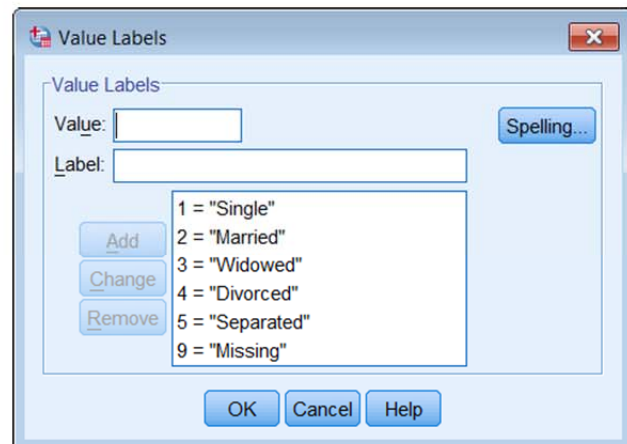 Value Labels
Value Labels
Value:
Spelling...
Label:
1 = "Single"
Add
2 = "Married"
3 = "Widowed"
Change
4 = "Divorced"
Remove
5 = "Separated"
9 = "Missing"
OK Cancel Help